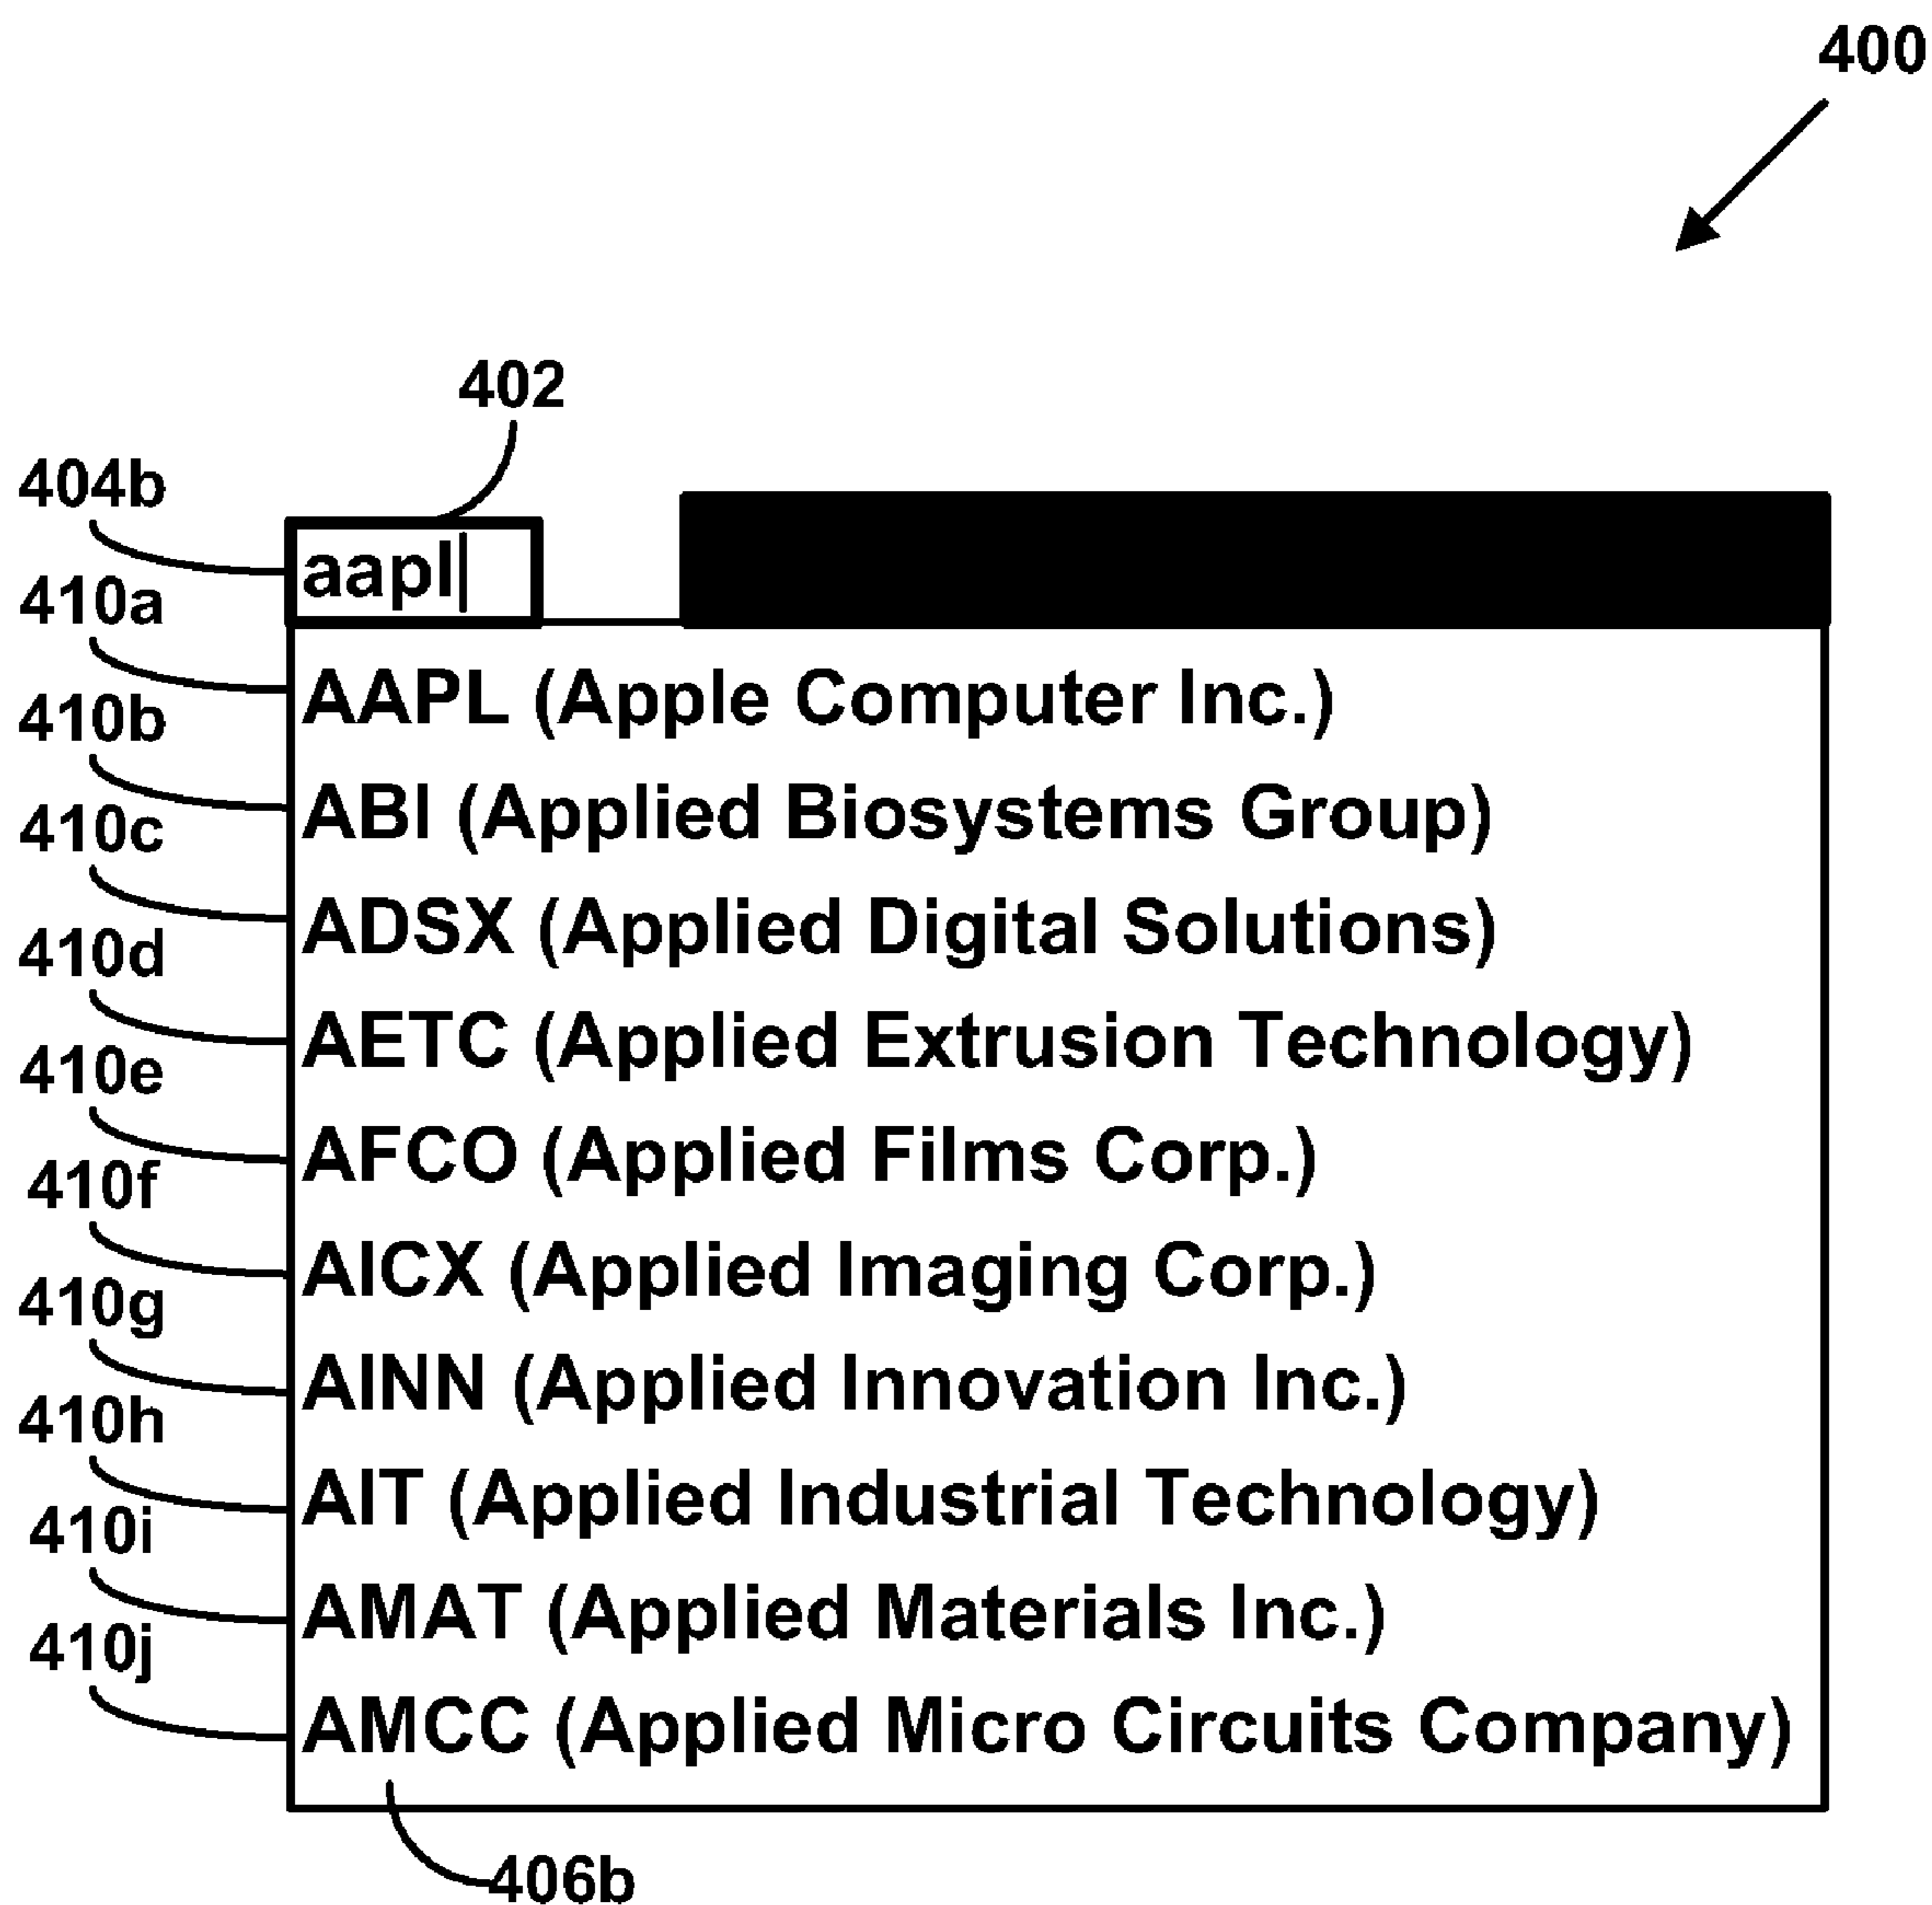 400
402
404b
aapl
410a
AAPL (Apple Computer Inc.)
410b
ABI (Applied Biosystems Group)
410c
ADSX (Applied Digital Solutions)
410d
AETC (Applied Extrusion Technology)
410e
AFCO (Applied Films Corp.)
410f
AICX (Applied Imaging Corp.)
410g
AINN (Applied Innovation Inc.)
410h
AIT (Applied Industrial Technology)
410i
AMAT (Applied Materials Inc.)
410j
AMCC (Applied Micro Circuits Company)
406b